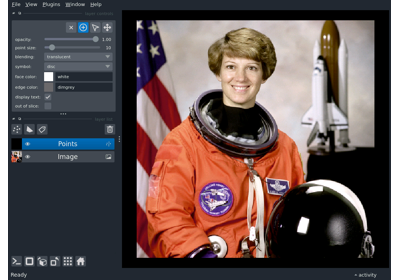 File View Plugins Window Help
opacity: 1.00
point size: 10
blending: translucent
symbol: disc
face color: white
edge color: dimgrey
display text:
out of slice:
Points
Image
Ready
activity